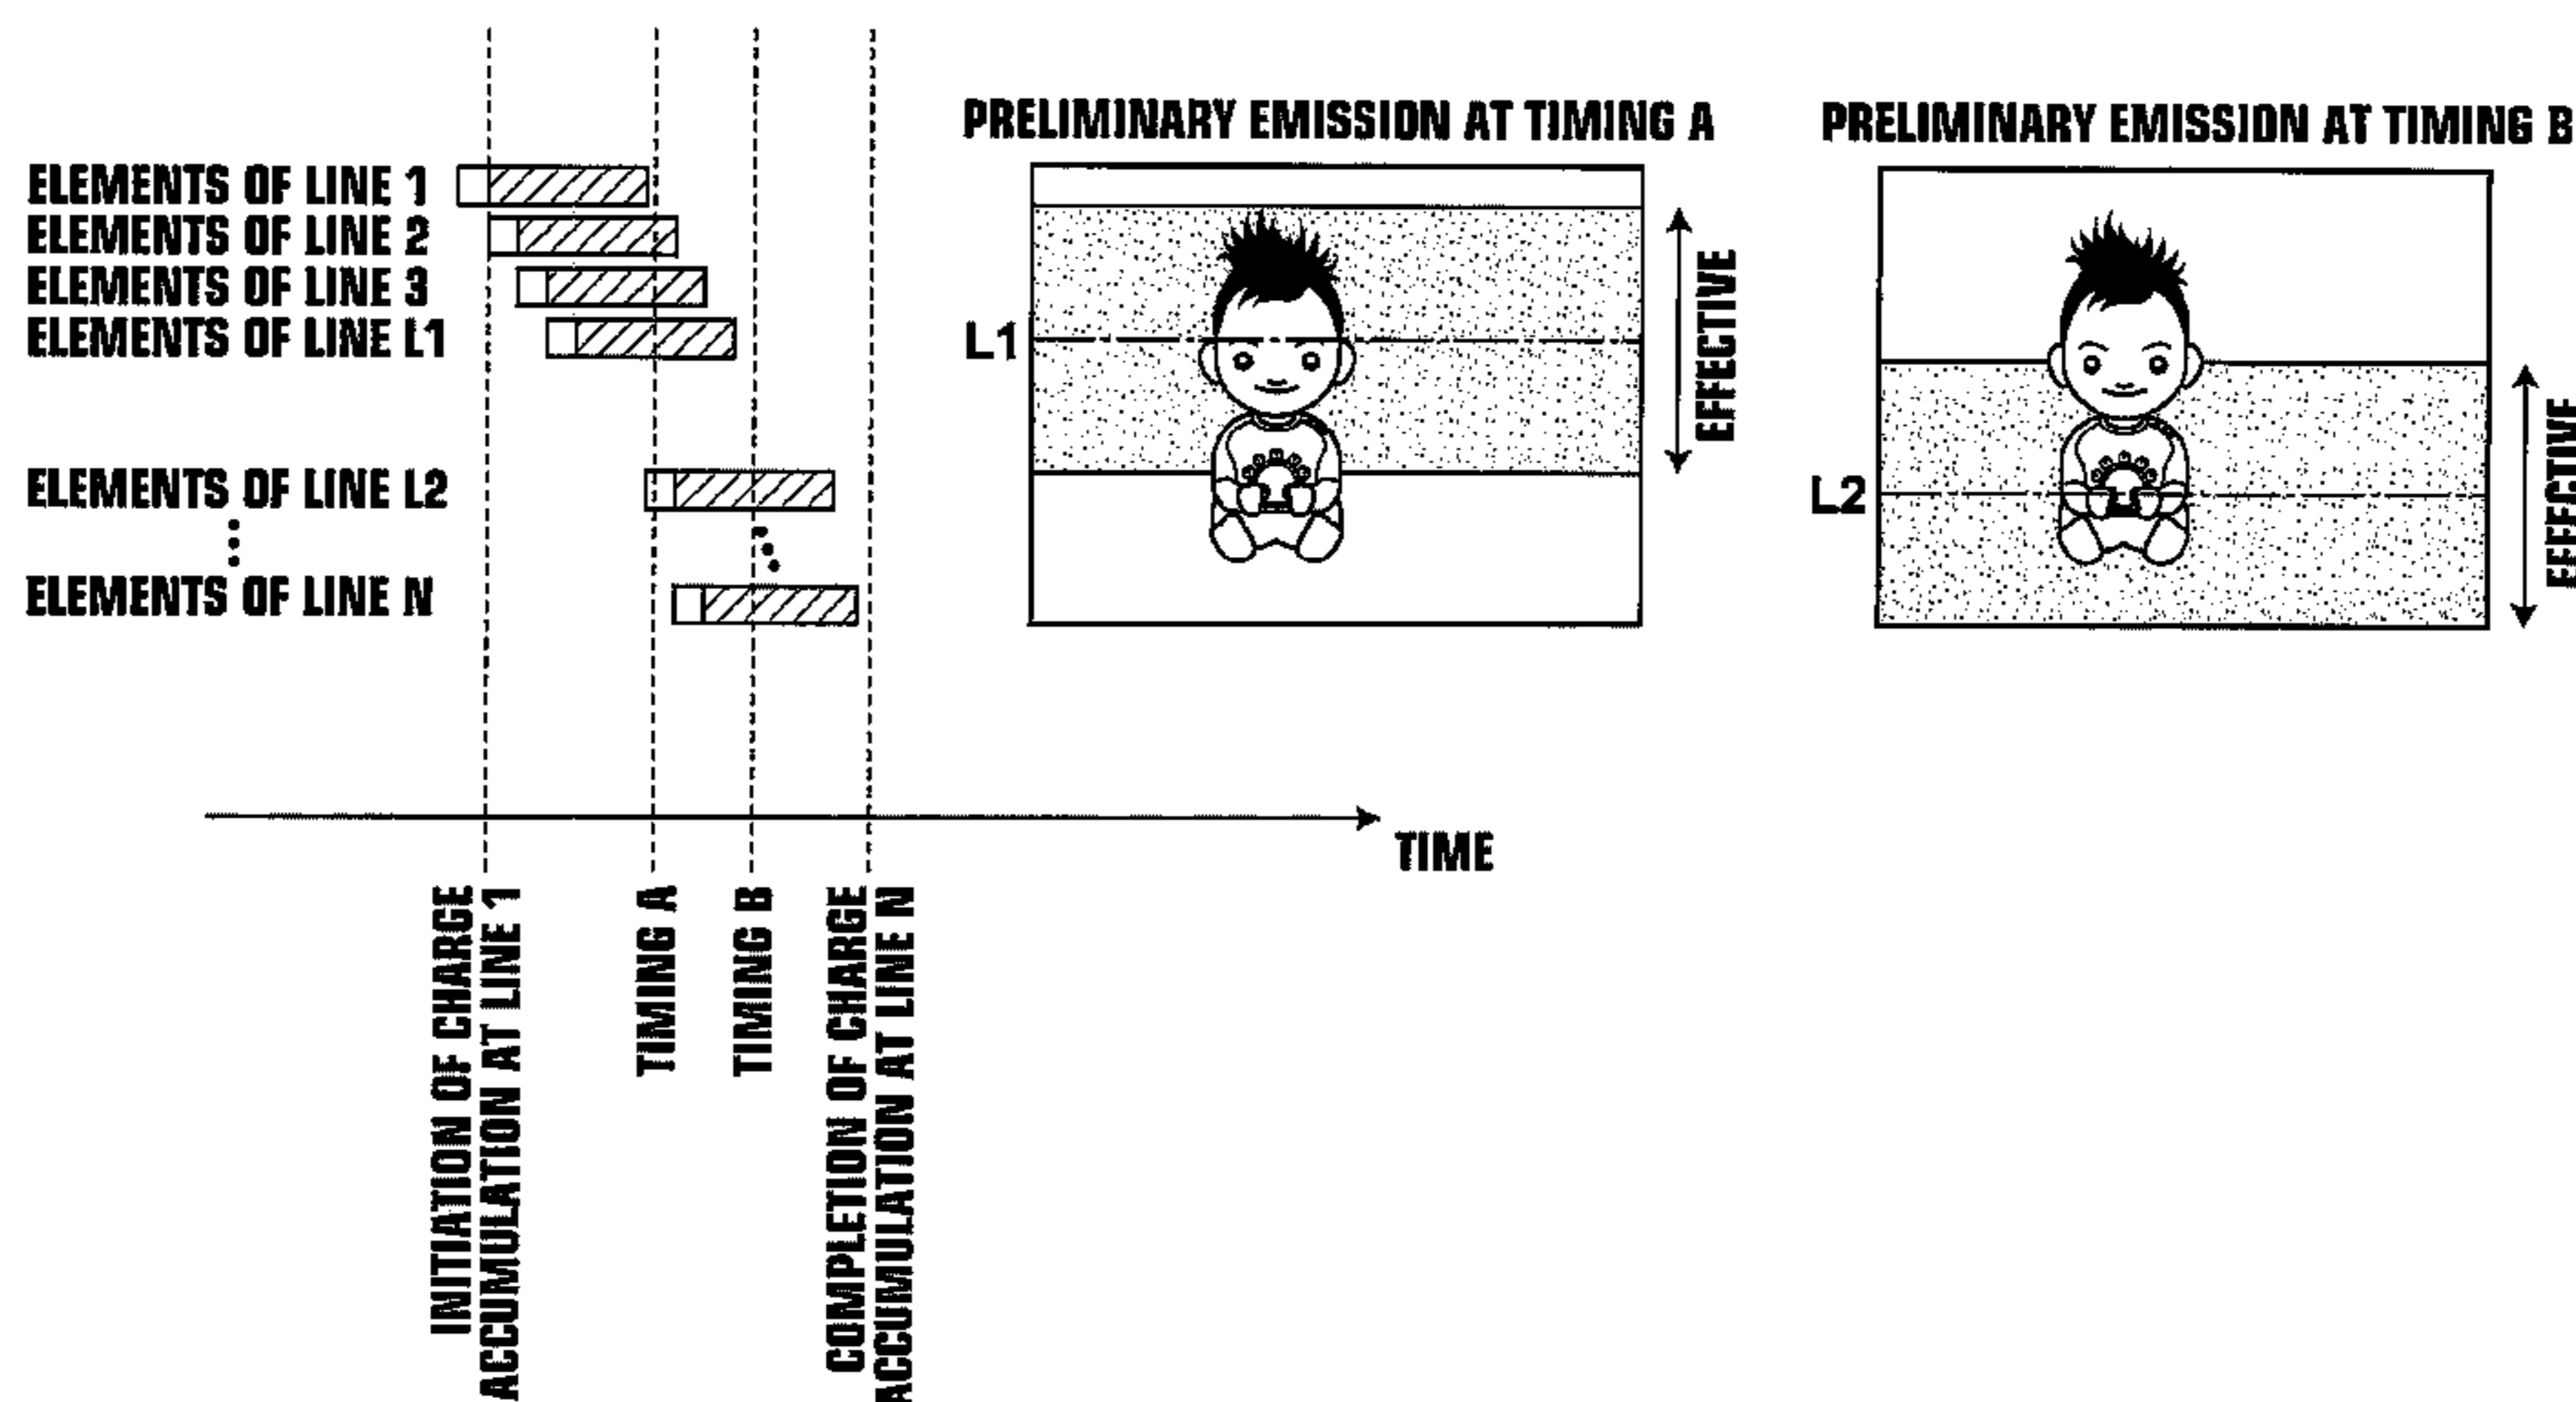 PRELIMINARY EMISSION AT TIMING A
PRELIMINARY EMISSION AT TIMING B
ELEMENTS OF LINE 1
ELEMENTS OF LINE 2
ELEMENTS OF LINE 3
ELEMENTS OF LINE L1
ELEMENTS OF LINE L2
ELEMENTS OF LINE N
L1
EFFECTIVE
L2
EFFECTIVE
TIME
INITIATION OF CHARGE
ACCUMULATION AT LINE 1
TIMING A
TIMING B
COMPLETION OF CHARGE
ACCUMULATION AT LINE N